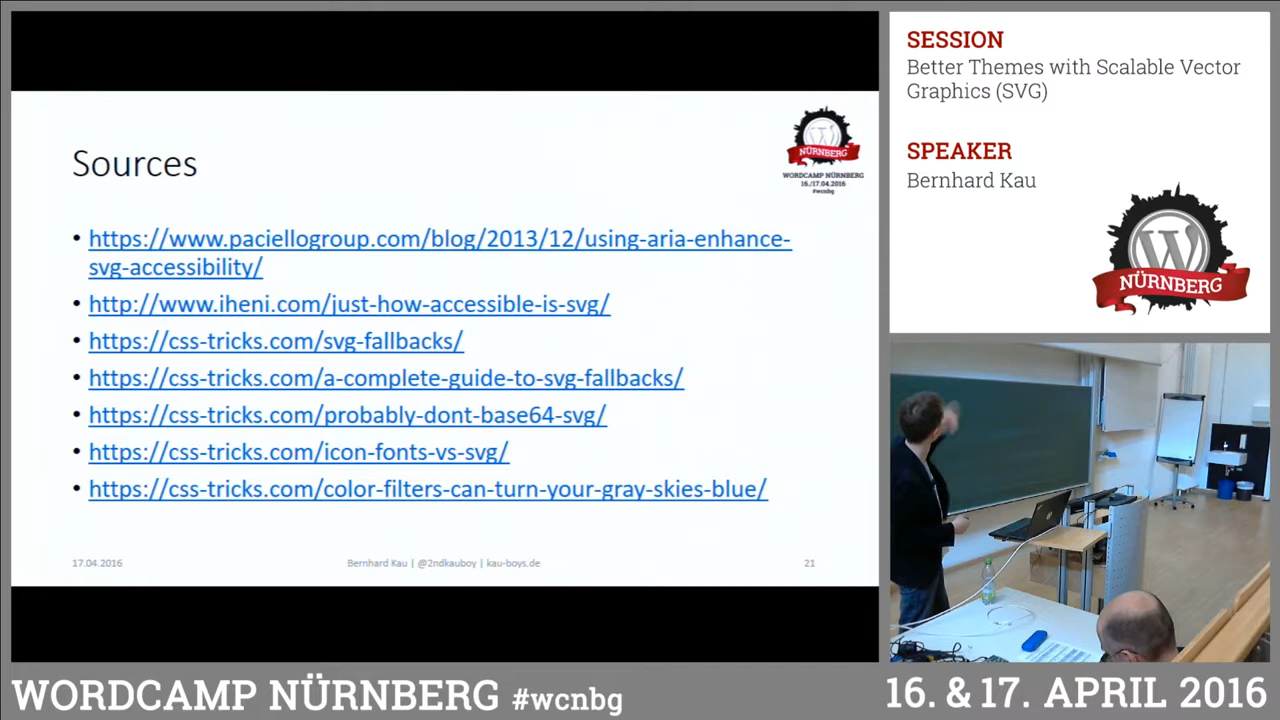 Sources
• https://www.paciellogroup.com/blog/2013/12/using-aria-enhance-
svg-accessibility/
• http://www.iheni.com/just-how-accessible-is-svg/
• https://css-tricks.com/svg-fallbacks/
• https://css-tricks.com/a-complete-guide-to-svg-fallbacks/
• https://css-tricks.com/probably-dont-base64-svg/
• https://css-tricks.com/icon-fonts-vs-svg/
• https://css-tricks.com/color-filters-can-turn-your-gray-skies-blue/
17.04.2016
Bernhard Kau | @2ndkauboy | kau-boys.de
21
NÜRNBERG
WORDCAMP NÜRNBERG
16./17.04.2016
#wcnbg
SESSION
Better Themes with Scalable Vector
Graphics (SVG)
SPEAKER
Bernhard Kau
NÜRNBERG
WORDCAMP NÜRNBERG #wcnbg
16. & 17. APRIL 2016